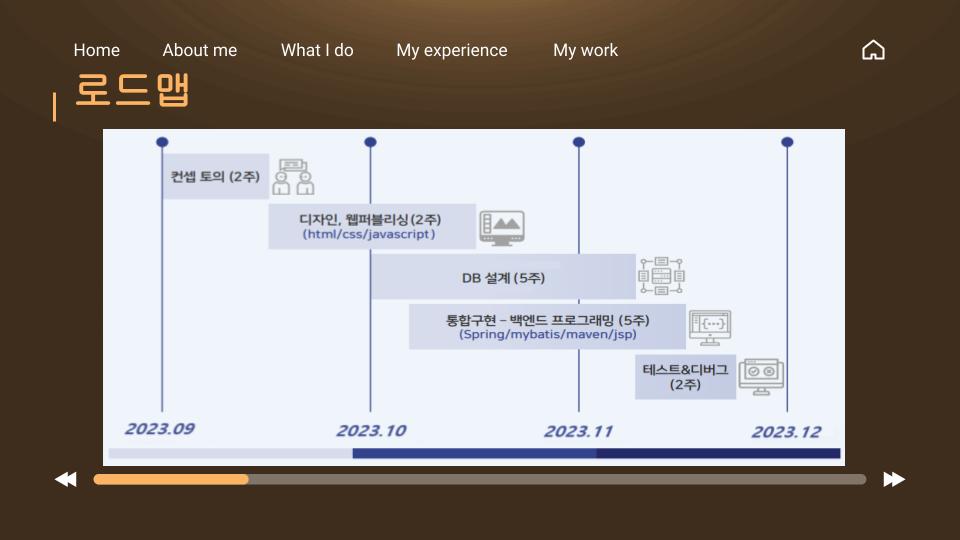 Home About me What I do My experience My work
로드맵
컨셉 토의 (2주)
디자인, 웹퍼블리싱(2주)
(html/css/javascript)
DB 설계 (5주)
통합구현 – 백엔드 프로그래밍 (5주)
(Spring/mybatis/maven/jsp)
테스트&디버그
(2주)
2023.09 2023.10 2023.11 2023.12